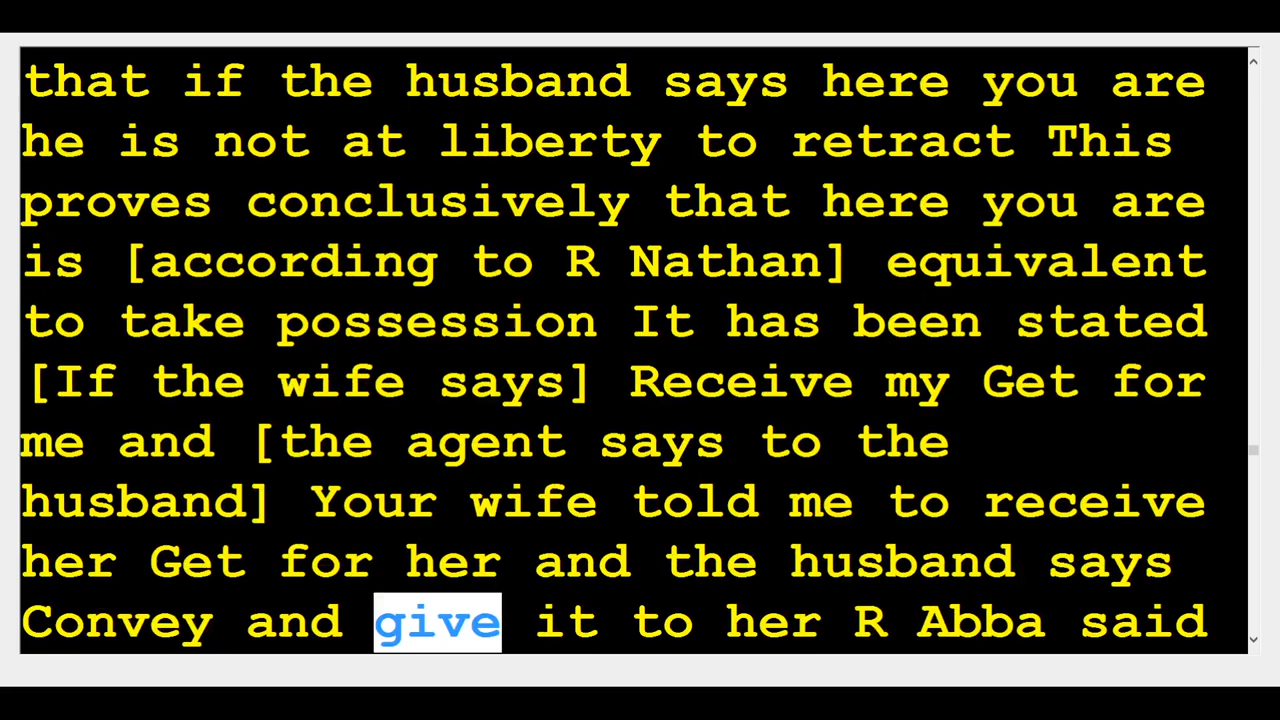 that if the husband says here you are
he is not at liberty to retract This
proves conclusively that here you are
is [according to R Nathan] equivalent
to take possession It has been stated
[If the wife says] Receive my Get for
me and [the agent says to the
husband] Your wife told me to receive
her Get for her and the husband says
Convey and give it to her R Abba said